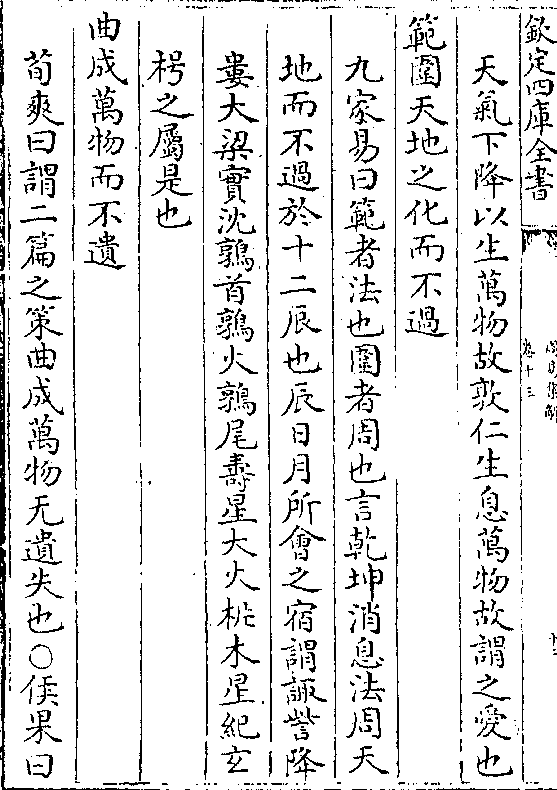 欽定四庫全書
周易集解
卷十三
天氣下降以生萬物故敦仁生息萬物故謂之愛也
範圍天地之化而不過
九家易曰範者法也圍者周也言乾坤消息法周天
地而不過於十二辰也辰日月所會之宿謂諏訾降
婁大梁實沈鶉首鶉火鶉尾壽星大火析木星紀玄
枵之屬是也
曲成萬物而不遺
荀爽曰謂二篇之策曲成萬物无遺失也○侯果曰